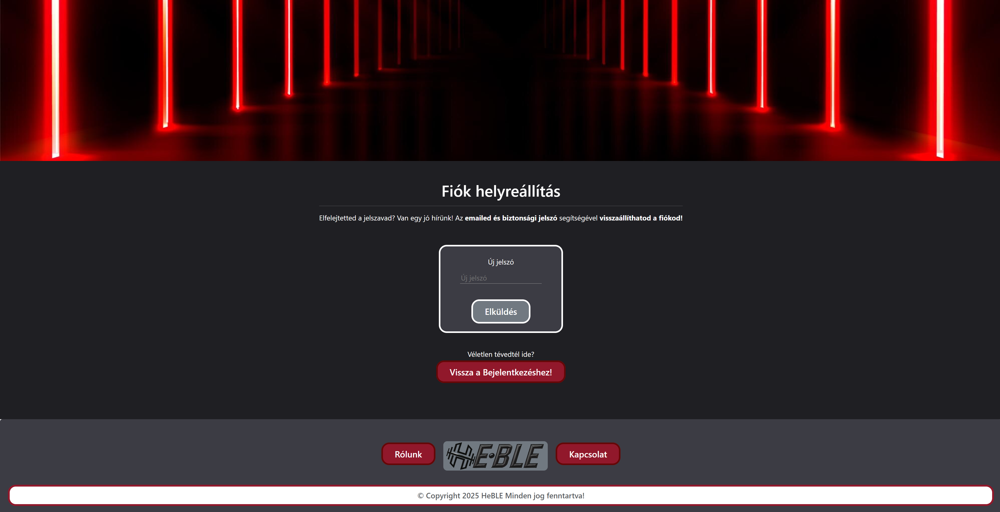 Fiók helyreállítás
Elfelejtetted a jelszavad? Van egy jó hírünk! Az emailed és biztonsági jelszó segítségével visszaállíthatod a fiókod!
Új jelszó
Új jelszó
Elküldés
Véletlen tévedtél ide?
Vissza a Bejelentkezéshez!
Rólunk
HE·BLE
Kapcsolat
© Copyright 2025 HeBLE Minden jog fenntartva!